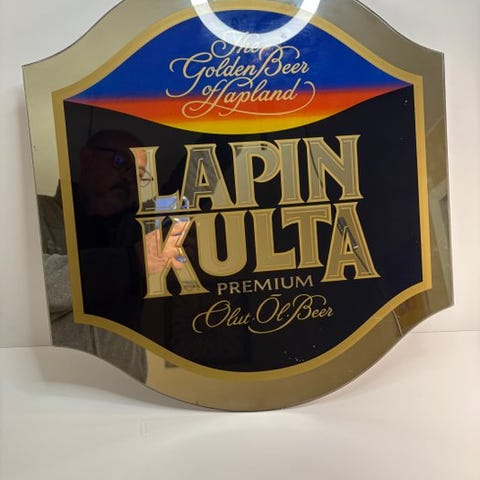 The
Golden Beer
of Lapland
LAPIN
KULTA
PREMIUM
Olut·Öl·Beer